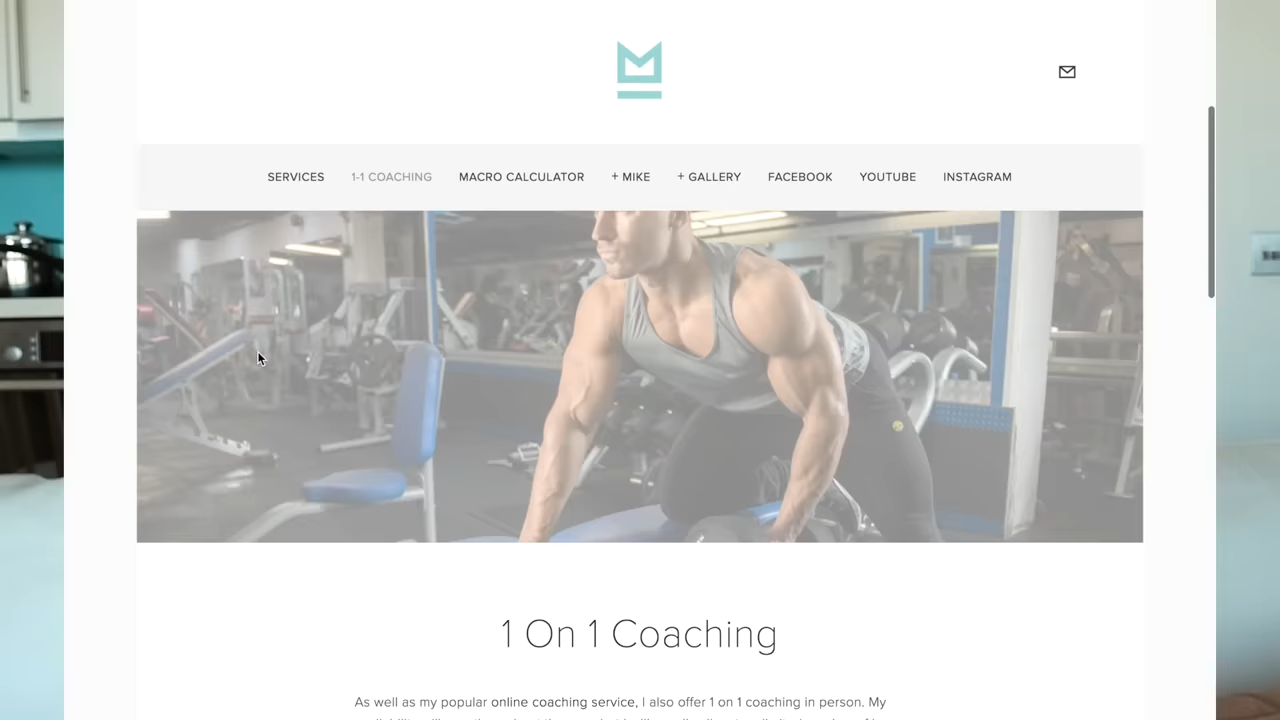 SERVICES 1-1 COACHING MACRO CALCULATOR + MIKE + GALLERY FACEBOOK YOUTUBE INSTAGRAM
1 On 1 Coaching
As well as my popular online coaching service, I also offer 1 on 1 coaching in person. My